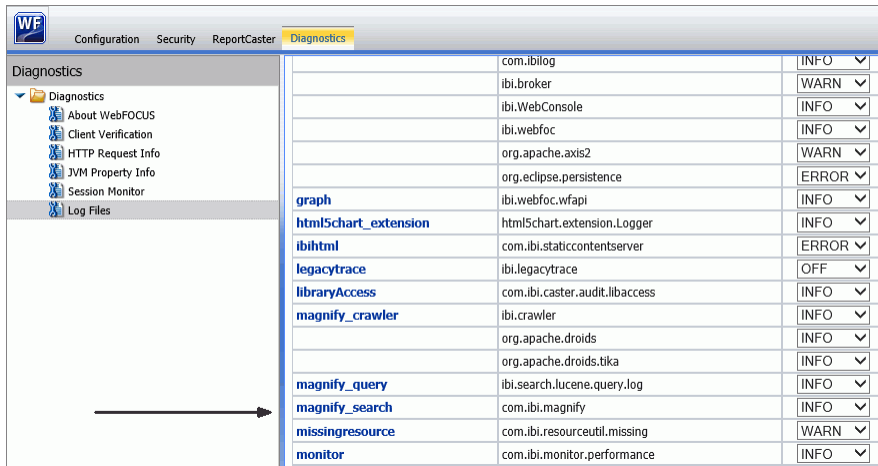 WF
Configuration Security ReportCaster Diagnostics
Diagnostics
Diagnostics
About WebFOCUS
Client Verification
HTTP Request Info
JVM Property Info
Session Monitor
Log Files
com.ibilog INFO
ibi.broker WARN
ibi.WebConsole INFO
ibi.webfoc INFO
org.apache.axis2 WARN
org.eclipse.persistence ERROR
graph ibi.webfoc.wfapi INFO
html5chart_extension html5chart.extension.Logger INFO
ibihtml com.ibi.staticcontentserver ERROR
legacytrace ibi.legacytrace OFF
libraryAccess com.ibi.caster.audit.libaccess INFO
magnify_crawler ibi.crawler INFO
org.apache.droids INFO
org.apache.droids.tika INFO
magnify_query ibi.search.lucene.query.log INFO
magnify_search com.ibi.magnify INFO
missingresource com.ibi.resourceutil.missing WARN
monitor com.ibi.monitor.performance INFO